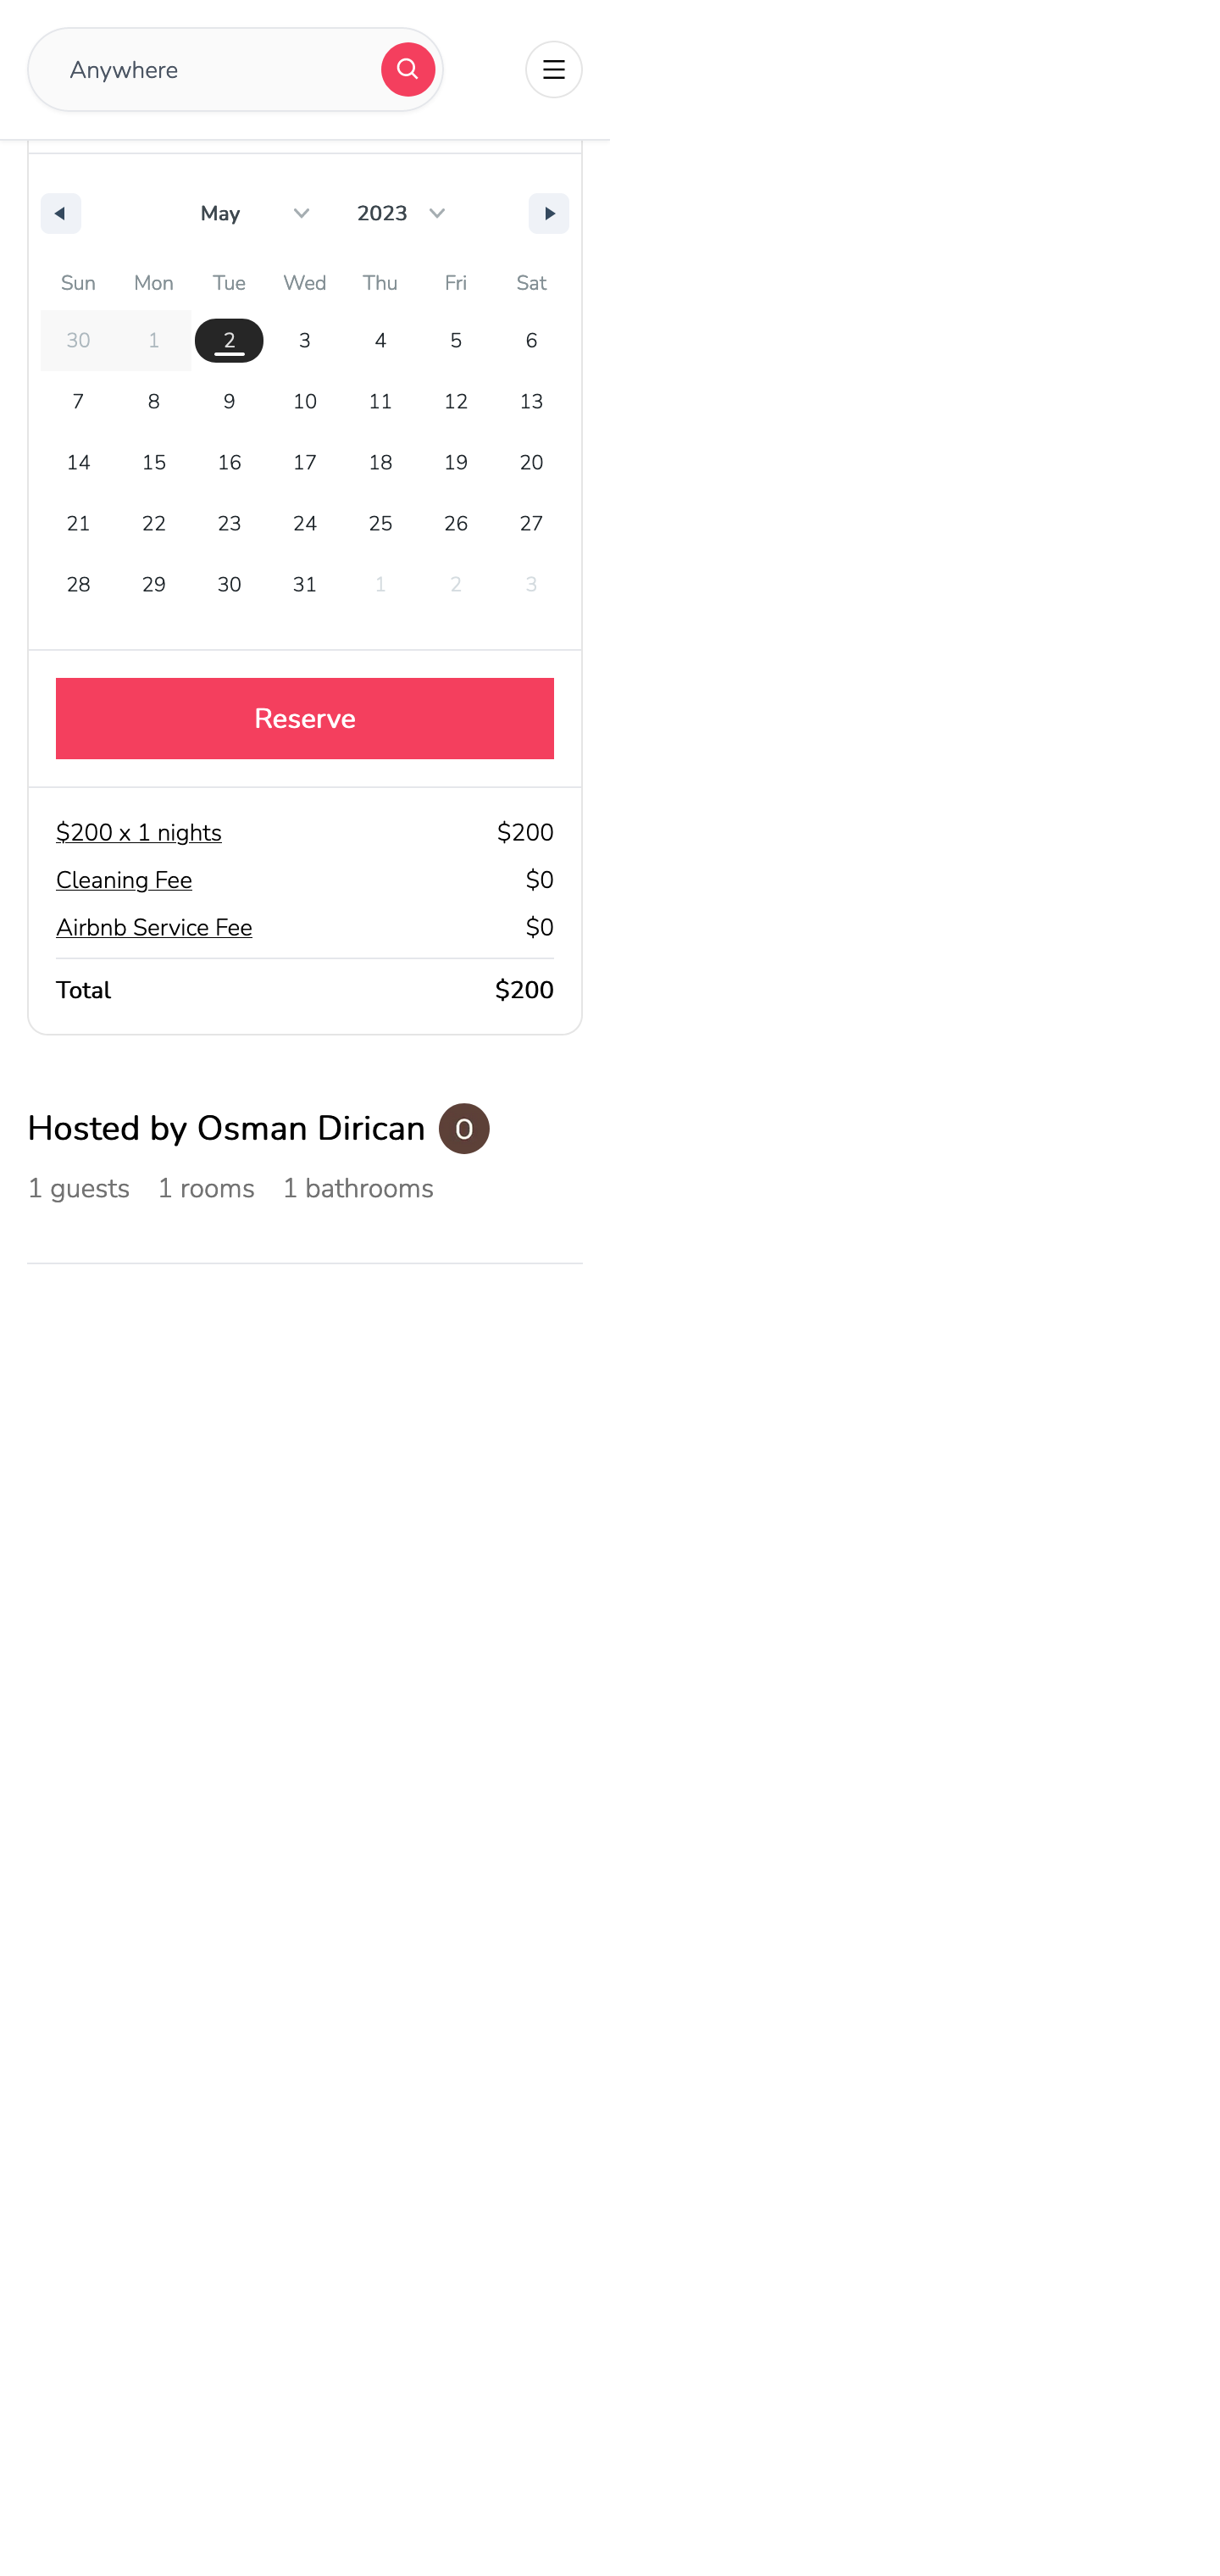 Anywhere
May 2023
Sun Mon Tue Wed Thu Fri Sat
30 1 2 3 4 5 6
7 8 9 10 11 12 13
14 15 16 17 18 19 20
21 22 23 24 25 26 27
28 29 30 31 1 2 3
Reserve
$200 x 1 nights $200
Cleaning Fee $0
Airbnb Service Fee $0
Total $200
Hosted by Osman Dirican O
1 guests 1 rooms 1 bathrooms